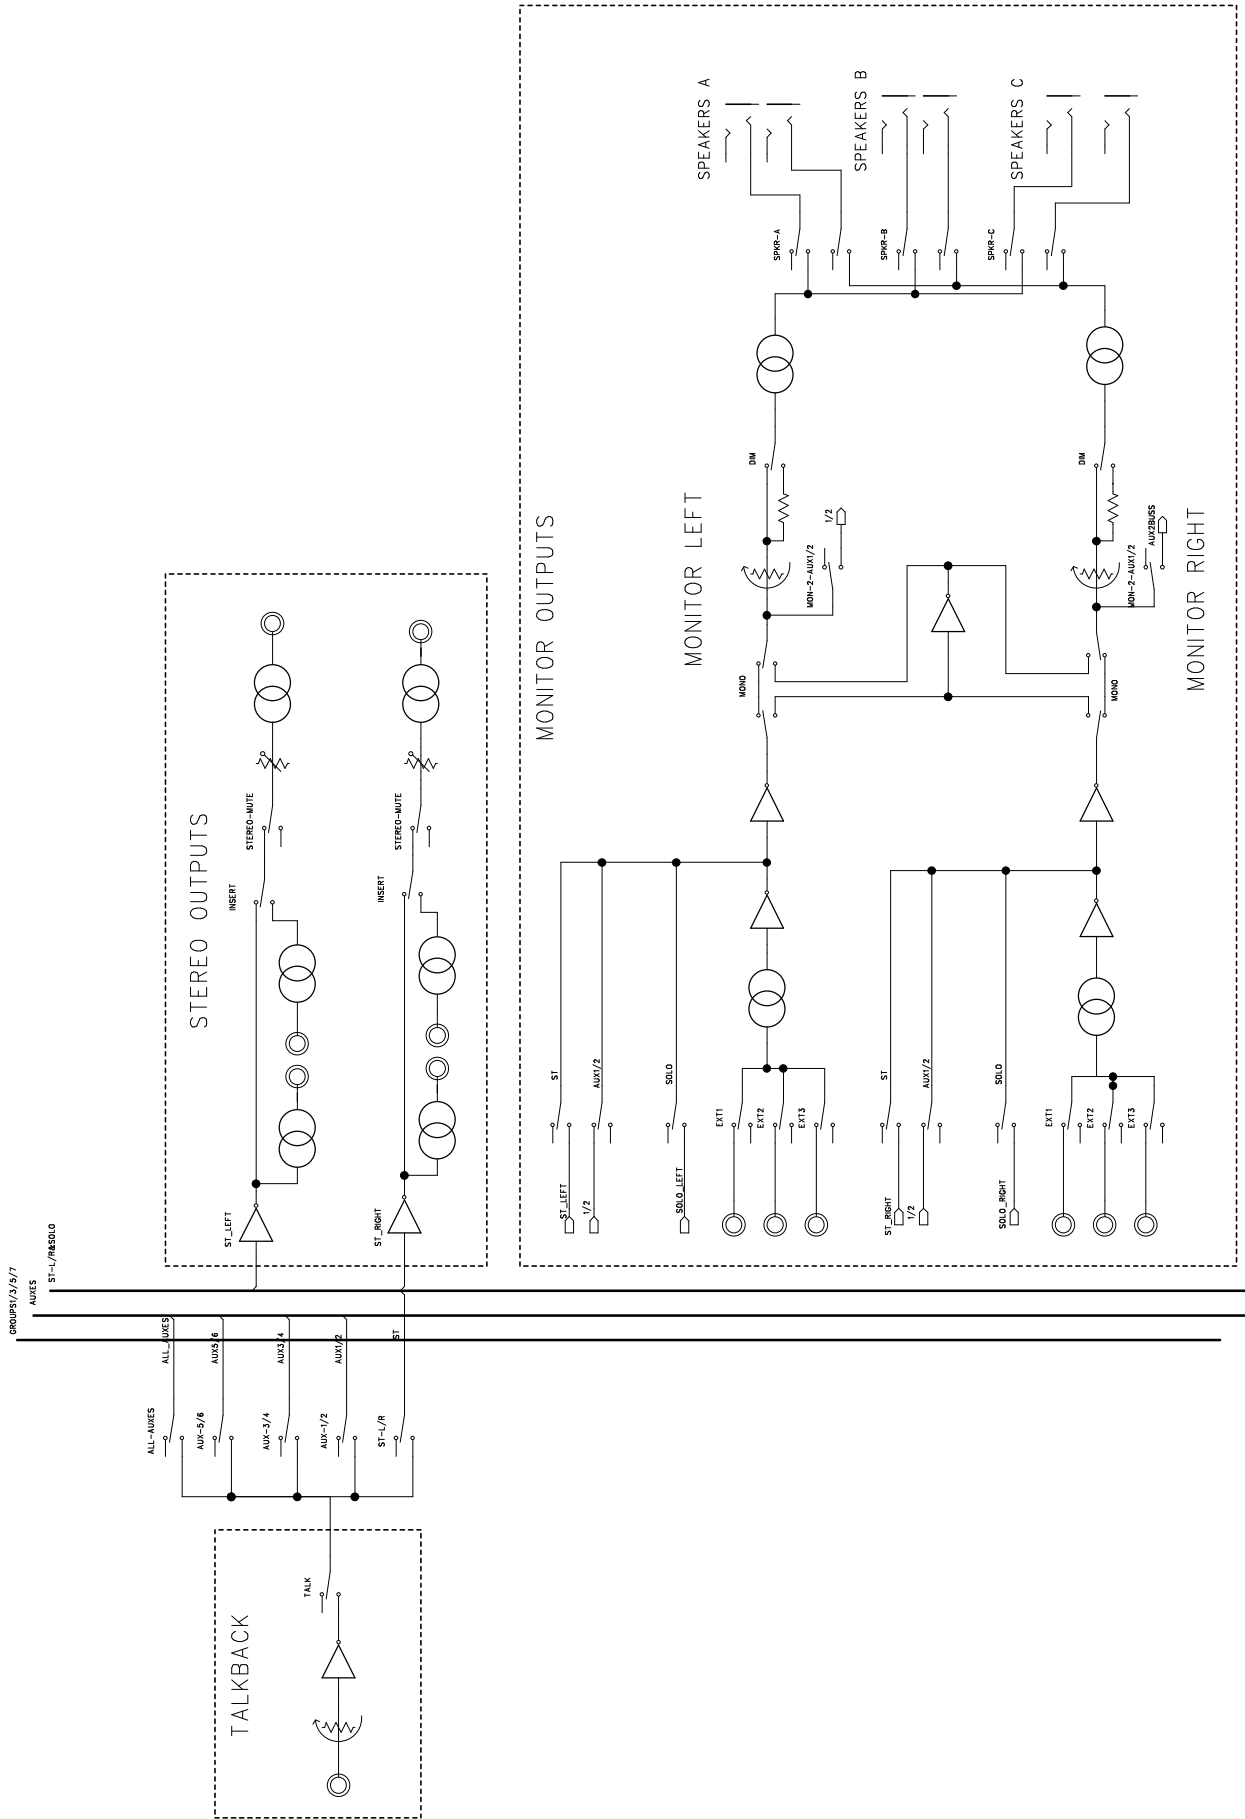 SPEAKERS A
SPEAKERS B
SPEAKERS C
SPKR-A
SPKR-B
SPKR-C
DIM
DIM
MONITOR OUTPUTS
MONITOR LEFT
MONITOR RIGHT
1/2
MON-2-AUX1/2
AUX2BUSS
MON-2-AUX1/2
MONO
MONO
STEREO OUTPUTS
STEREO-MUTE
STEREO-MUTE
INSERT
INSERT
ST
AUX1/2
SOLO
EXT1
EXT2
EXT3
ST
AUX1/2
SOLO
EXT1
EXT2
EXT3
ST_LEFT
1/2
SOLO_LEFT
ST_RIGHT
1/2
SOLO_RIGHT
ST_LEFT
ST_RIGHT
GROUPS1/3/5/7
AUXES
ST-L/R&SOLO
ALL_AUXES
AUX5/6
AUX3/4
AUX1/2
ST
ALL-AUXES
AUX-5/6
AUX-3/4
AUX-1/2
ST-L/R
TALK
TALKBACK